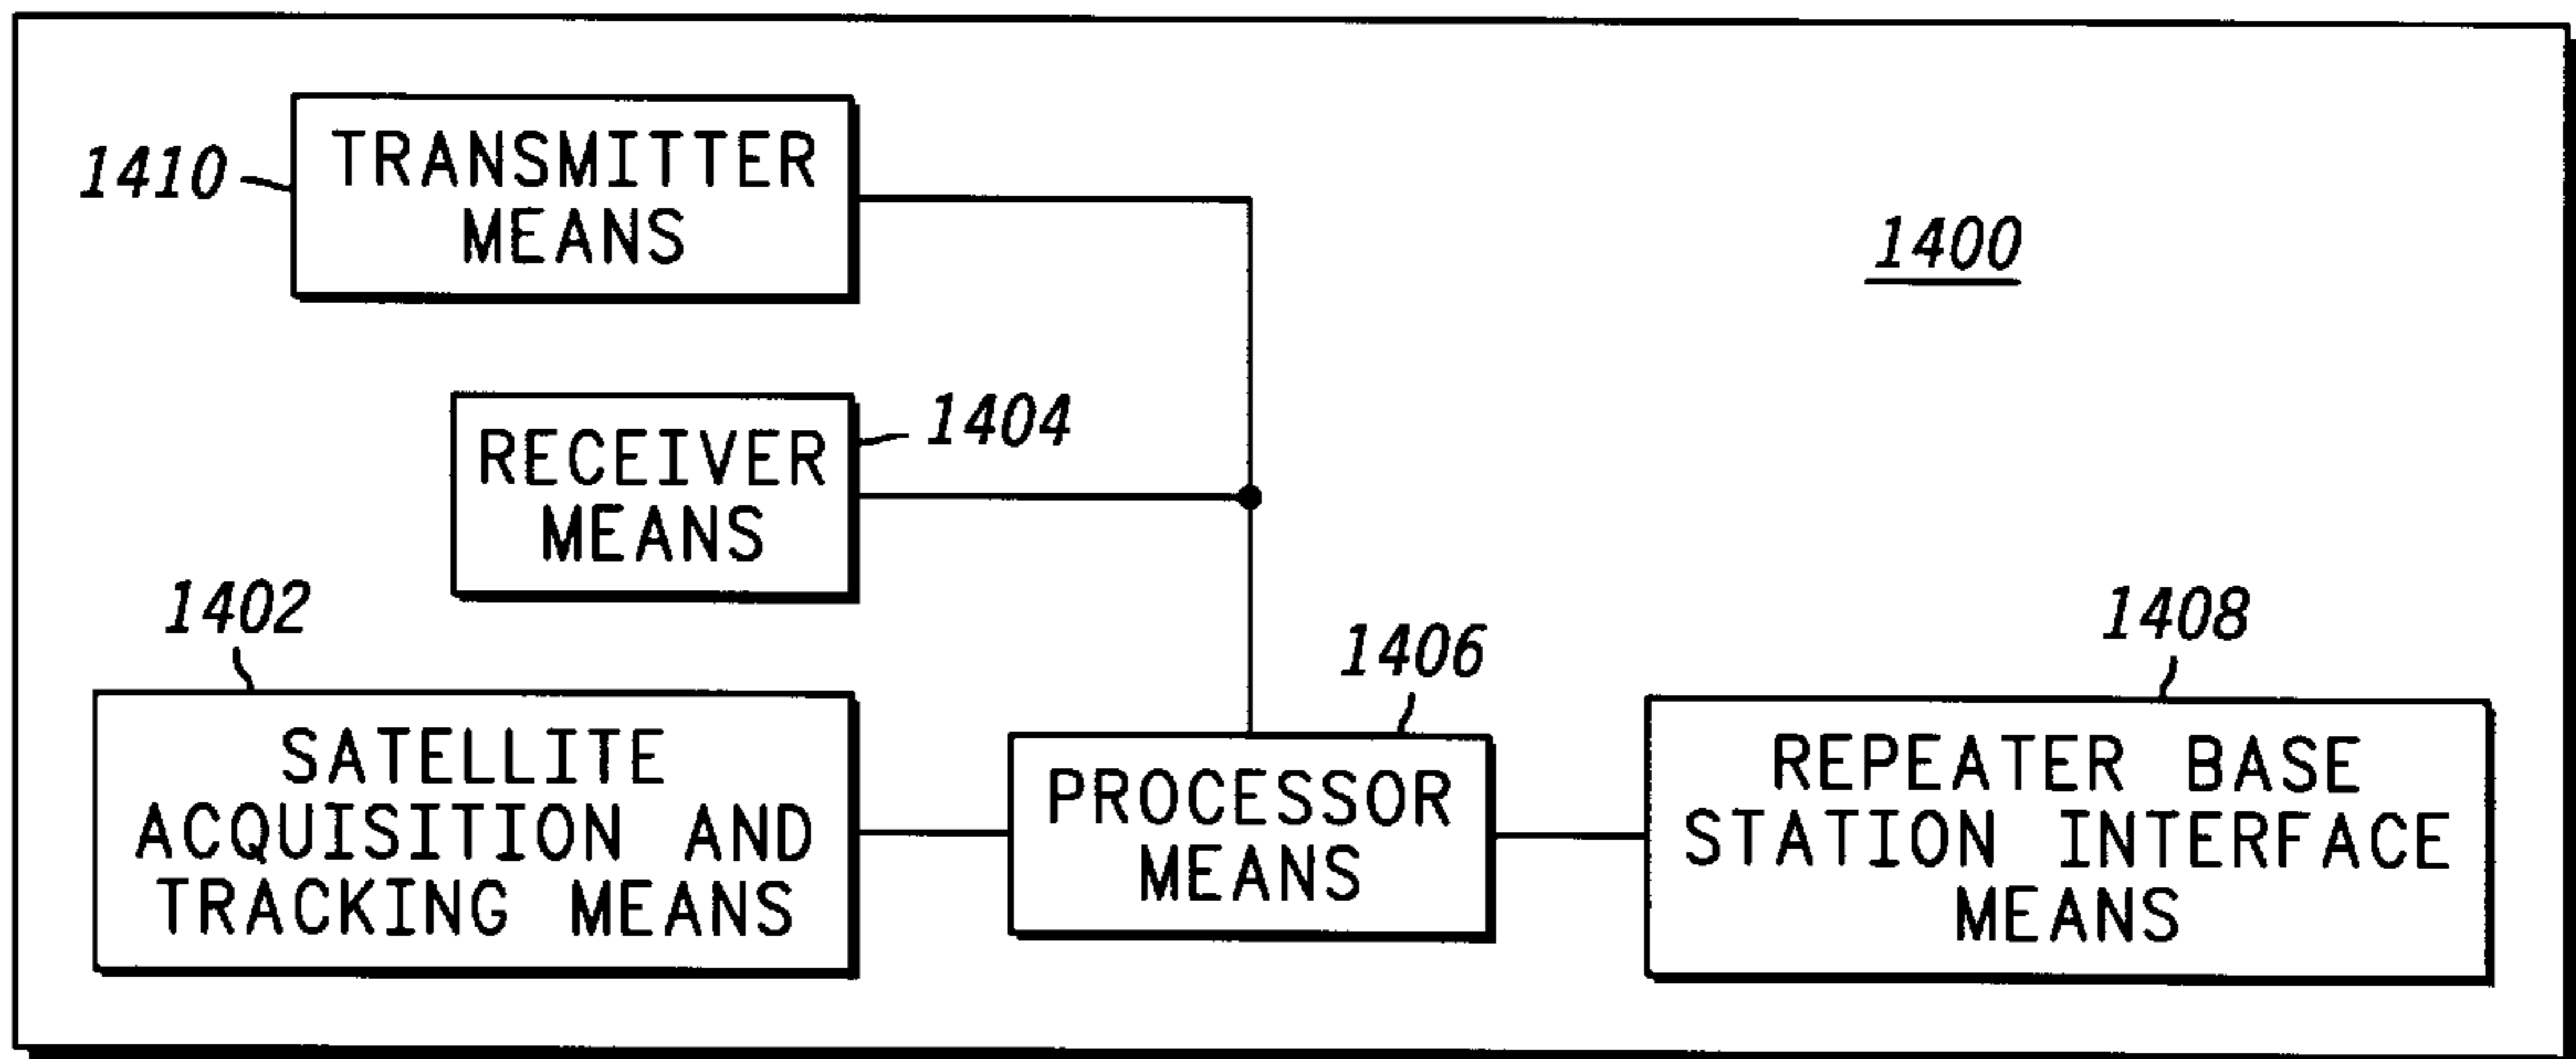 1410
TRANSMITTER
MEANS
1400
RECEIVER
MEANS
1404
1402
SATELLITE
ACQUISITION AND
TRACKING MEANS
1406
PROCESSOR
MEANS
1408
REPEATER BASE
STATION INTERFACE
MEANS